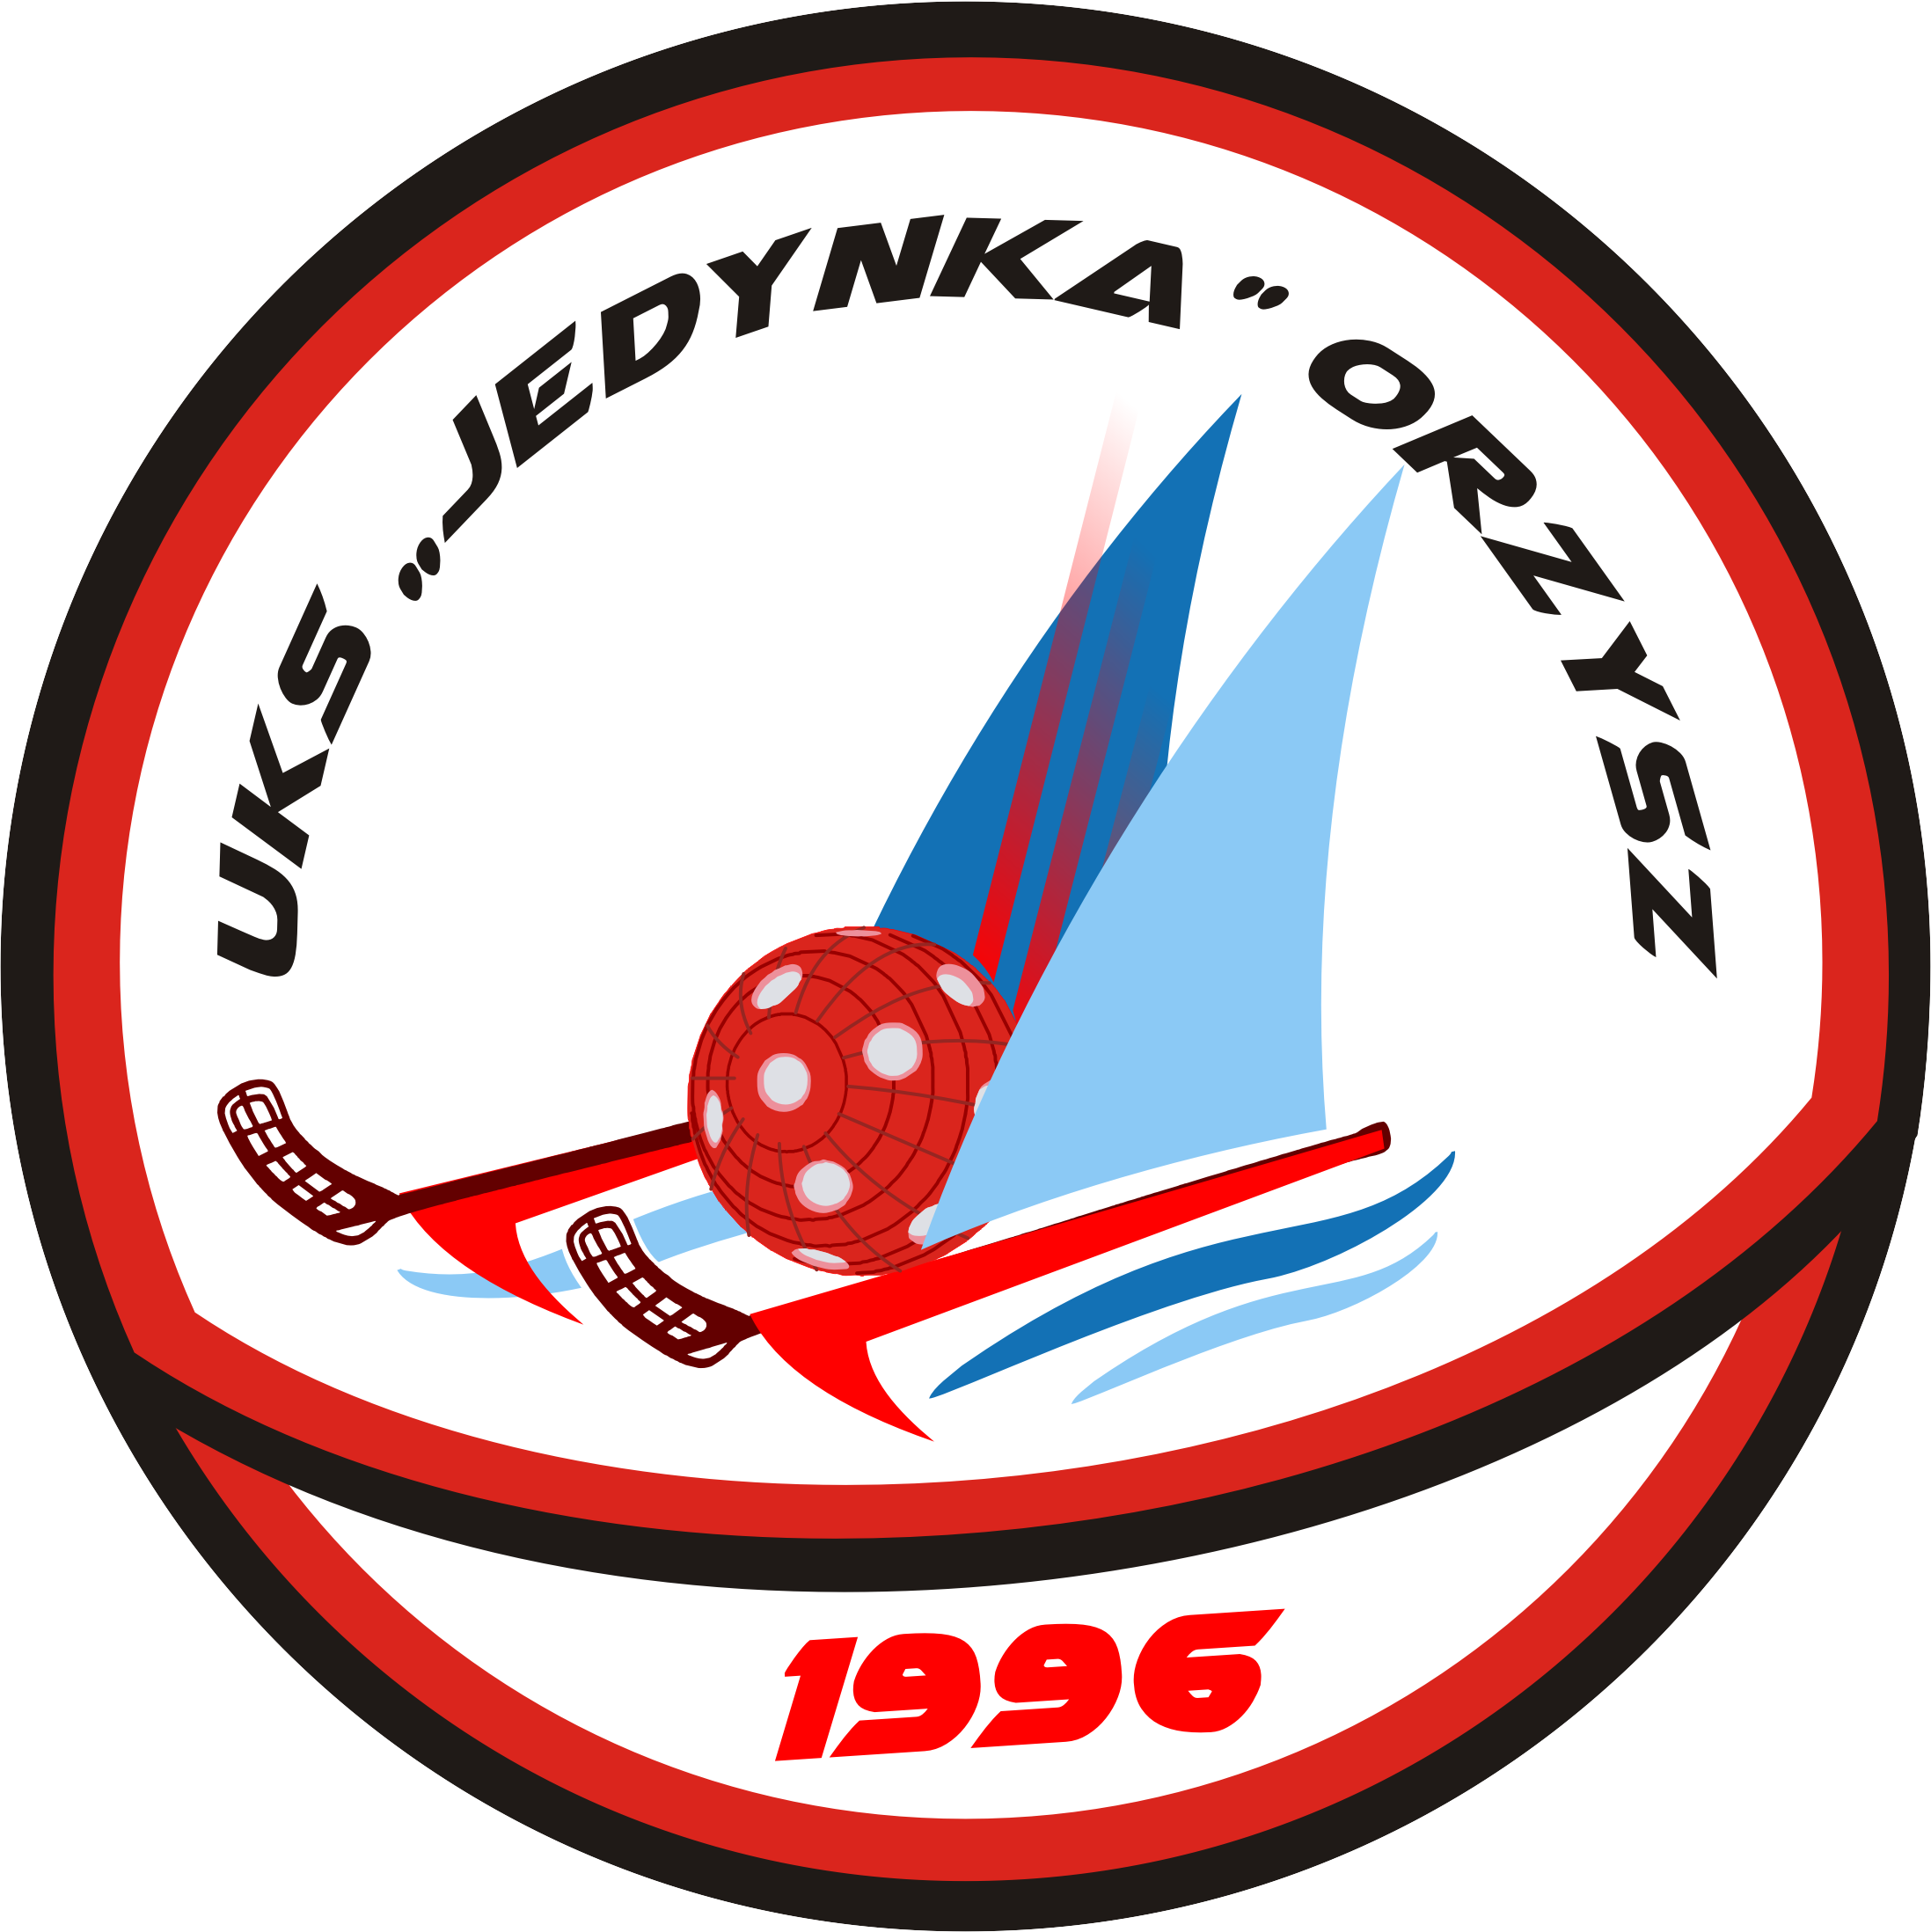 UKS ,,JEDYNKA" ORZYSZ
1996